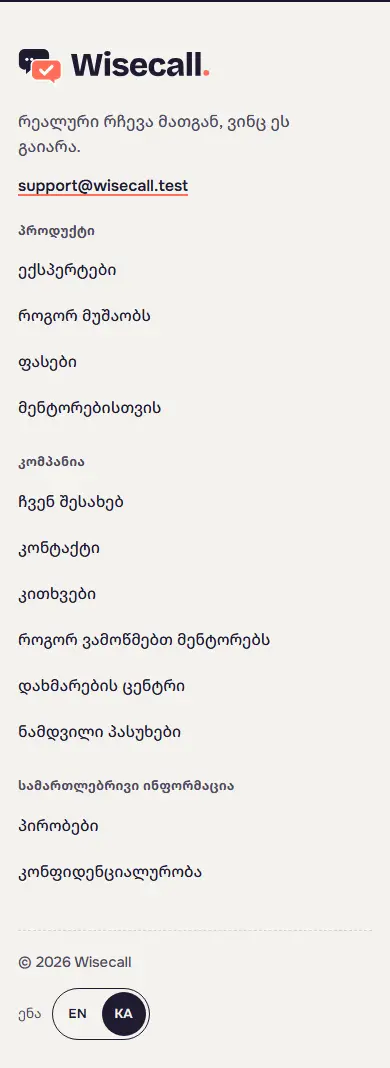 Wisecall.
რეალური რჩევა მათგან, ვინც ეს
გაიარა.
support@wisecall.test
პროდუქტი
ექსპერტები
როგორ მუშაობს
ფასები
მენტორებისთვის
კომპანია
ჩვენ შესახებ
კონტაქტი
კითხვები
როგორ ვამოწმებთ მენტორებს
დახმარების ცენტრი
ნამდვილი პასუხები
სამართლებრივი ინფორმაცია
პირობები
კონფიდენციალურობა
© 2026 Wisecall
ენა EN KA